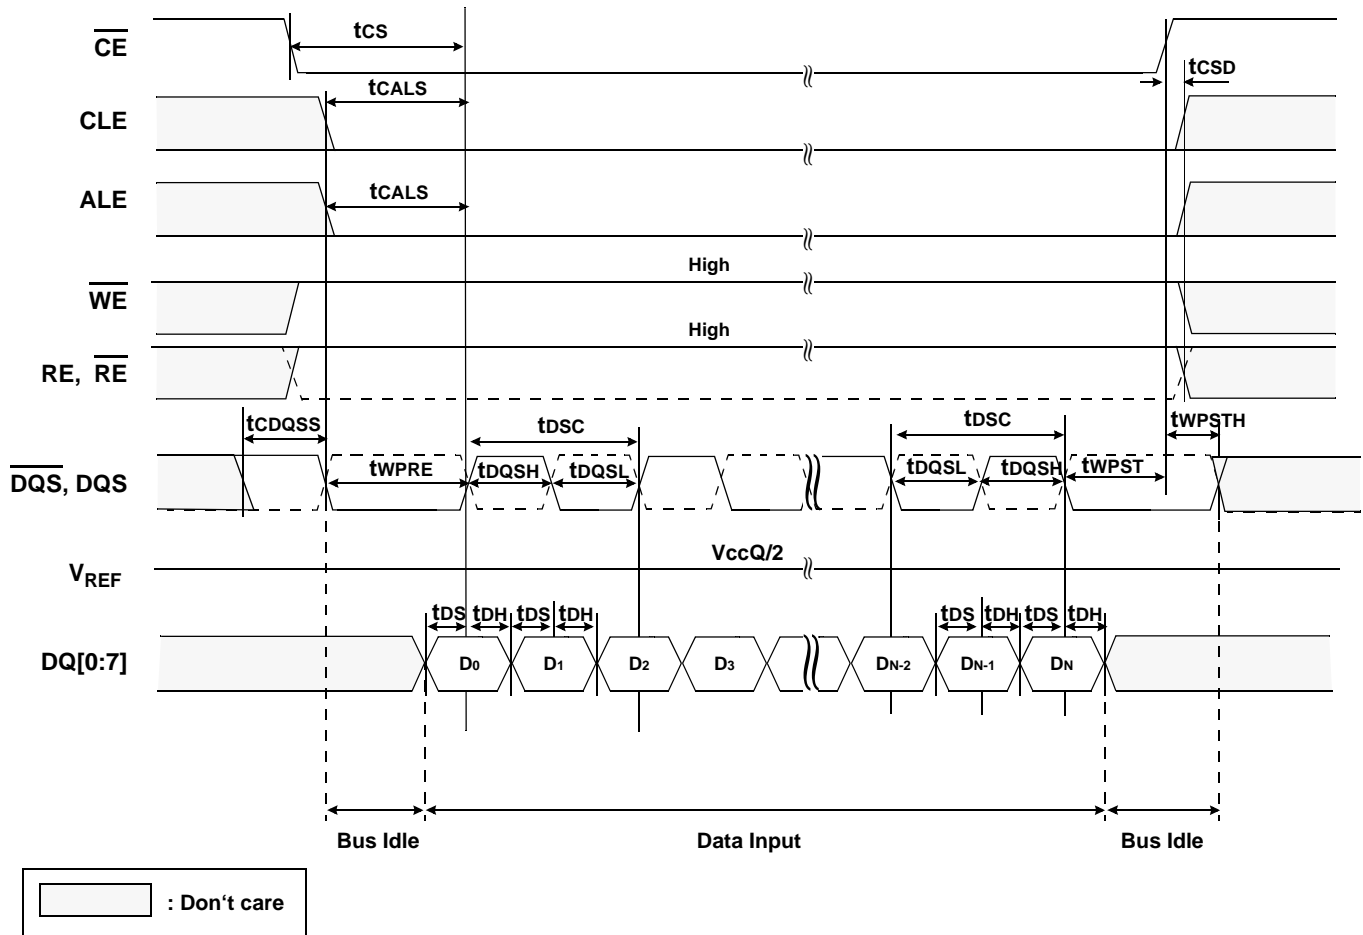 tCS
CE
tCSD
tCALS
CLE
tCALS
ALE
High
WE
High
RE, RE
tCDQSS
tDSC
tDSC
tWPSTH
tWPRE
tDQSH
tDQSL
tDQSL
tDQSH
tWPST
DQS, DQS
VccQ/2
VREF
tDS tDH tDS tDH
tDS tDH tDS tDH
DQ[0:7]
D0 D1 D2 D3 DN-2 DN-1 DN
Bus Idle Data Input Bus Idle
: Don't care